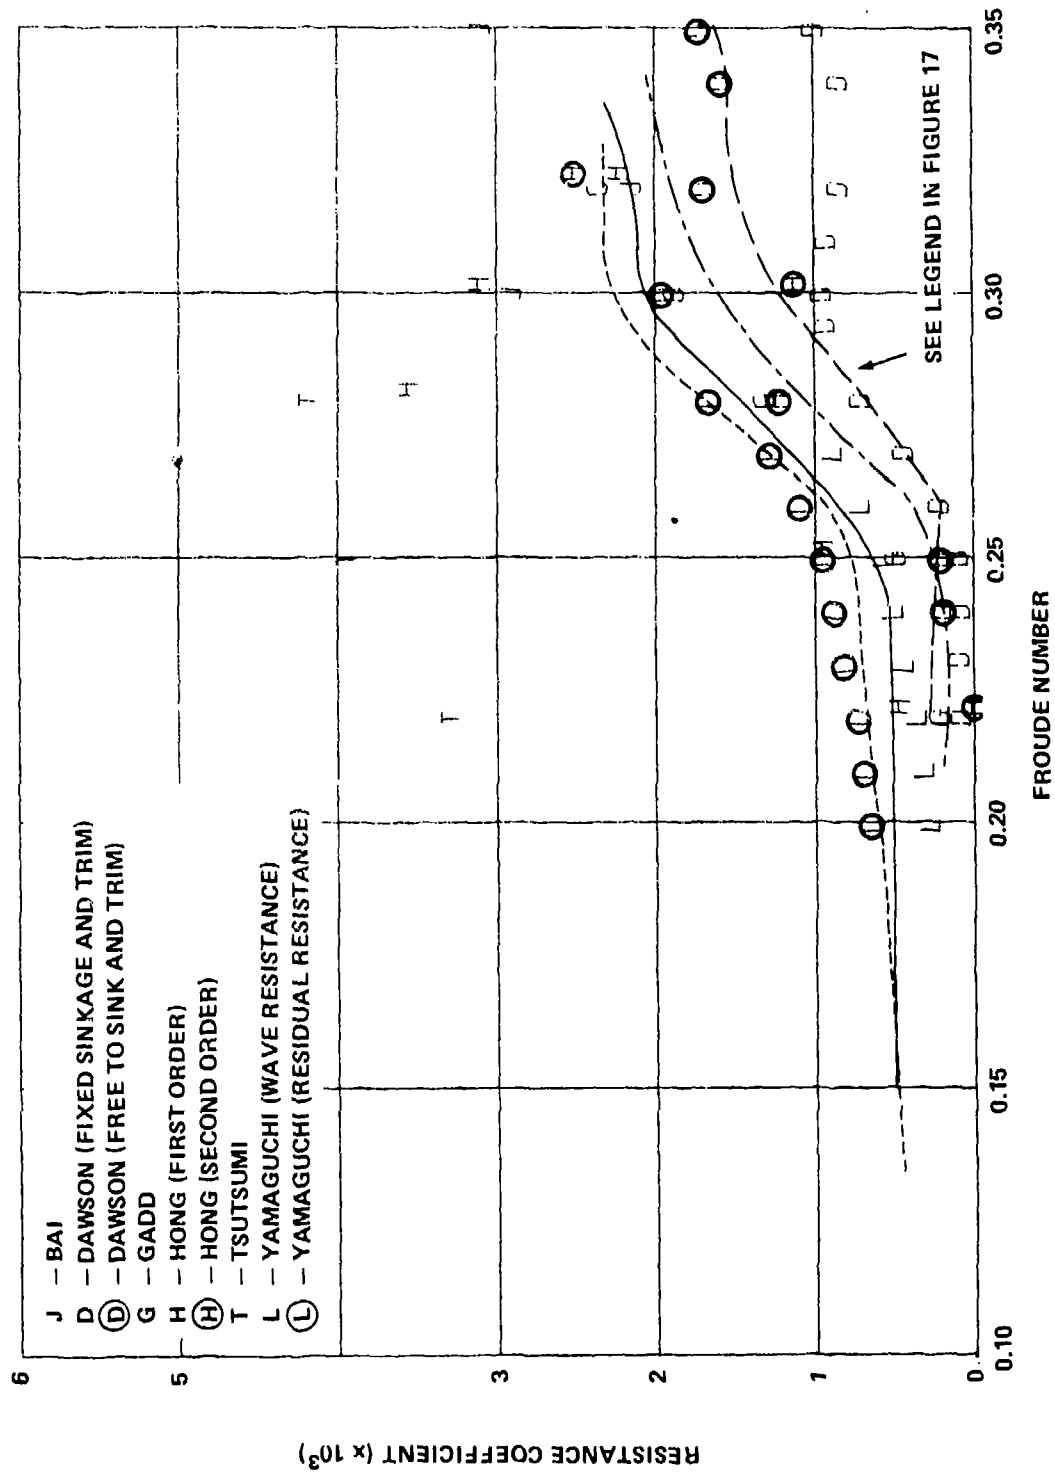 J — BAI
D — DAWSON (FIXED SINKAGE AND TRIM)
Ⓓ — DAWSON (FREE TO SINK AND TRIM)
G — GADD
H — HONG (FIRST ORDER)
Ⓗ — HONG (SECOND ORDER)
T — TSUTSUMI
L — YAMAGUCHI (WAVE RESISTANCE)
Ⓛ — YAMAGUCHI (RESIDUAL RESISTANCE)
SEE LEGEND IN FIGURE 17
RESISTANCE COEFFICIENT (x 10³)
6
5
3
2
1
0.
0.10
0.15
0.20
0.25
0.30
0.35
FROUDE NUMBER